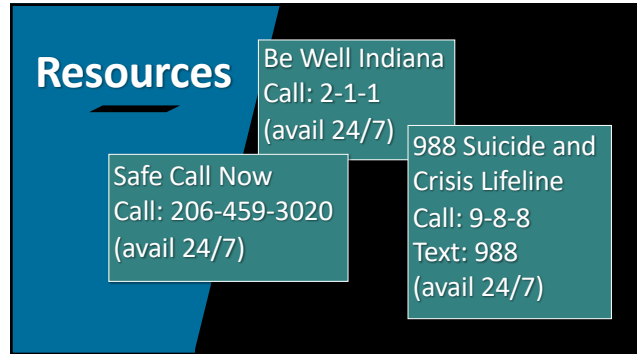 Resources
Be Well Indiana
Call: 2-1-1
(avail 24/7)
Safe Call Now
Call: 206-459-3020
(avail 24/7)
988 Suicide and
Crisis Lifeline
Call: 9-8-8
Text: 988
(avail 24/7)